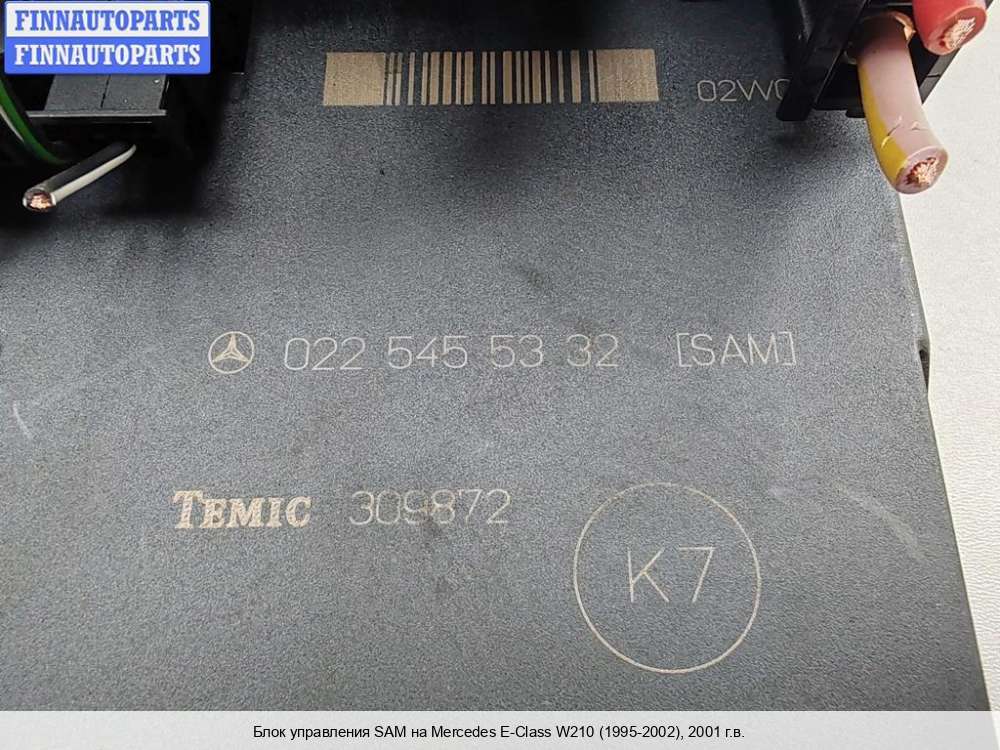 FINNAUTOPARTS
FINNAUTOPARTS
02W0
022 545 53 32 [SAM]
TEMIC 309872
K7
Блок управления SAM на Mercedes E-Class W210 (1995-2002), 2001 г.в.